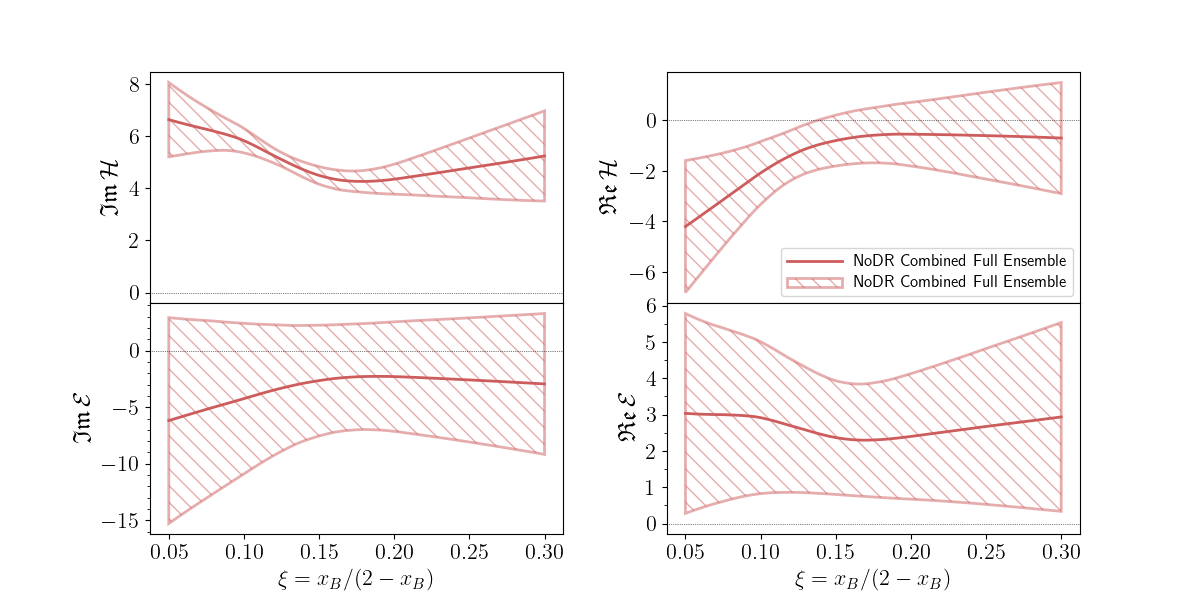 8
6
4
2
0
ℑ𝔪 ℋ
0
−2
−4
−6
ℜ𝔢 ℋ
NoDR Combined Full Ensemble
NoDR Combined Full Ensemble
0
−5
−10
−15
ℑ𝔪 ℰ
0.05 0.10 0.15 0.20 0.25 0.30
ξ = x_B/(2 − x_B)
6
5
4
3
2
1
0
ℜ𝔢 ℰ
0.05 0.10 0.15 0.20 0.25 0.30
ξ = x_B/(2 − x_B)